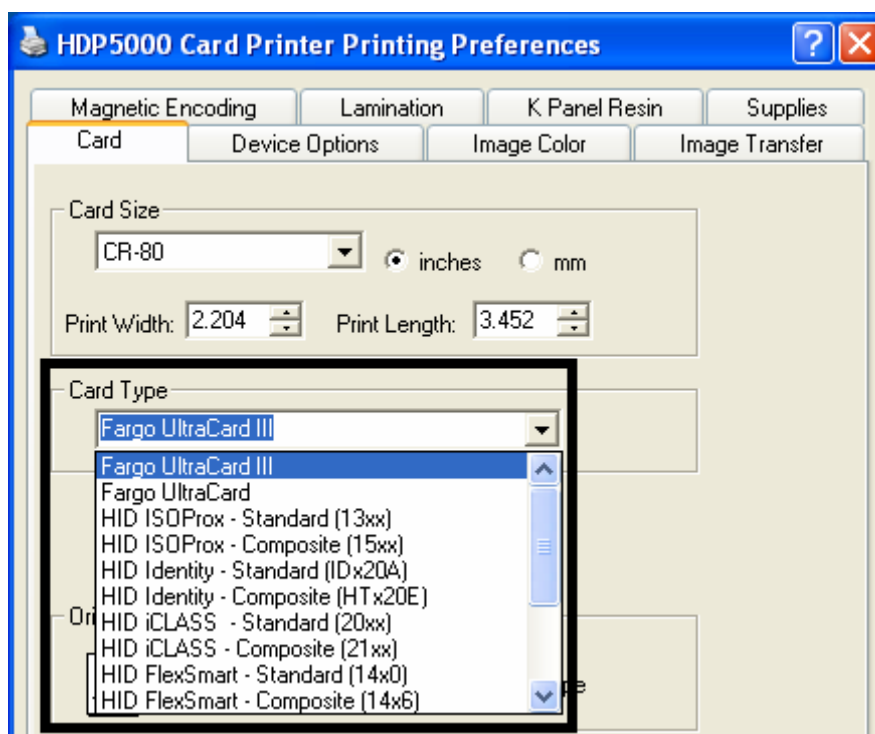 HDP5000 Card Printer Printing Preferences
Magnetic Encoding Lamination K Panel Resin Supplies
Card Device Options Image Color Image Transfer
Card Size
CR-80 inches mm
Print Width: 2.204 Print Length: 3.452
Card Type
Fargo UltraCard III
Fargo UltraCard III
Fargo UltraCard
HID ISOProx - Standard (13xx)
HID ISOProx - Composite (15xx)
HID Identity - Standard (IDx20A)
HID Identity - Composite (HTx20E)
HID iCLASS - Standard (20xx)
HID iCLASS - Composite (21xx)
HID FlexSmart - Standard (14x0)
HID FlexSmart - Composite (14x6)